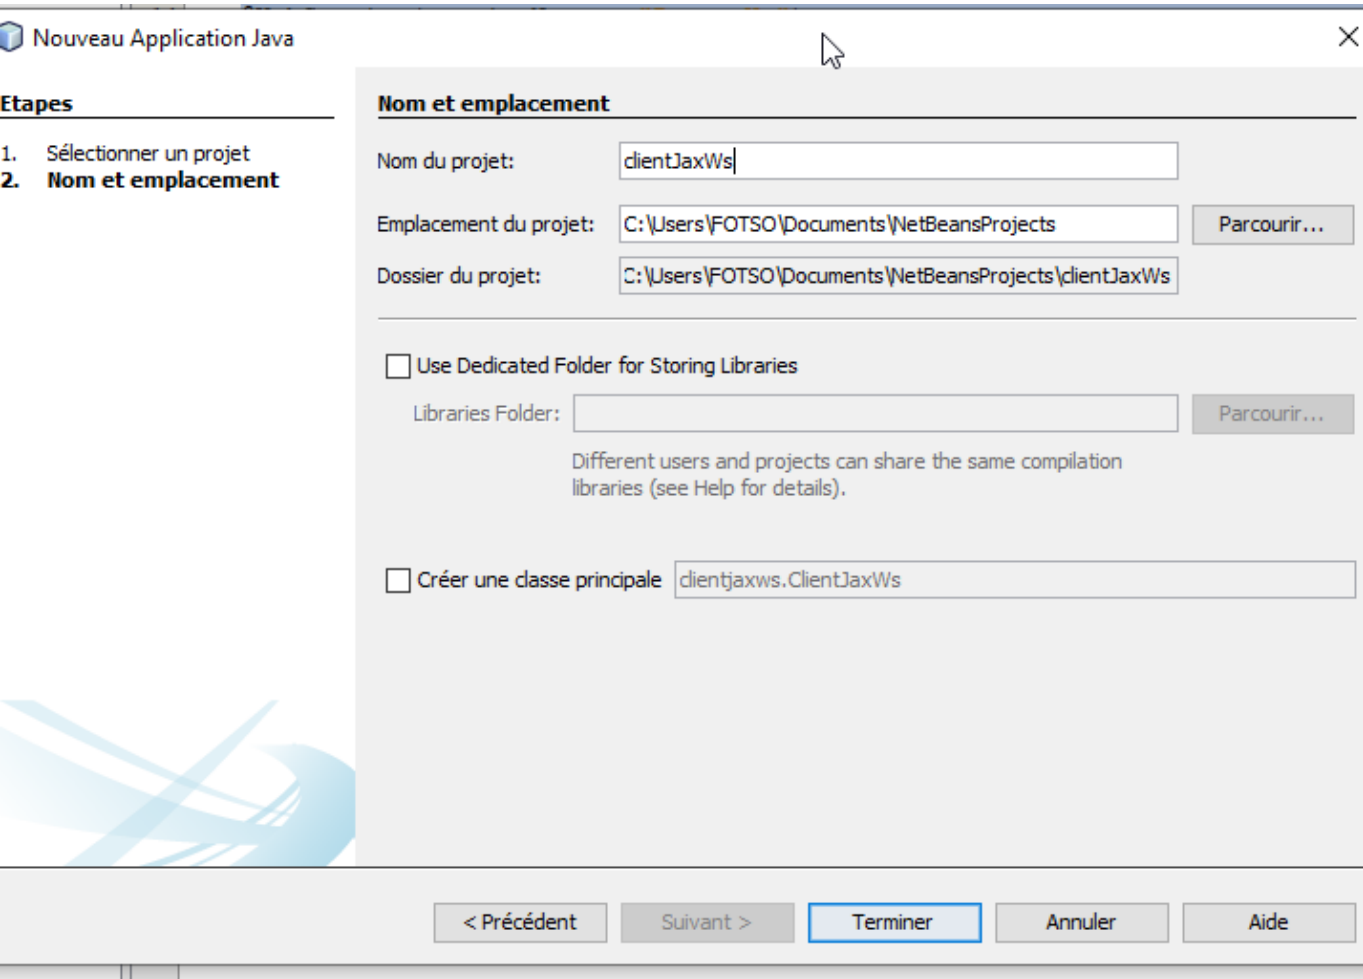 Nouveau Application Java
Etapes
1. Sélectionner un projet
2. Nom et emplacement
Nom et emplacement
Nom du projet: clientJaxWs
Emplacement du projet: C:\Users\FOTSO\Documents\NetBeansProjects Parcourir...
Dossier du projet: C:\Users\FOTSO\Documents\NetBeansProjects\clientJaxWs
Use Dedicated Folder for Storing Libraries
Libraries Folder: Parcourir...
Different users and projects can share the same compilation
libraries (see Help for details).
Créer une classe principale clientjaxws.ClientJaxWs
< Précédent Suivant > Terminer Annuler Aide